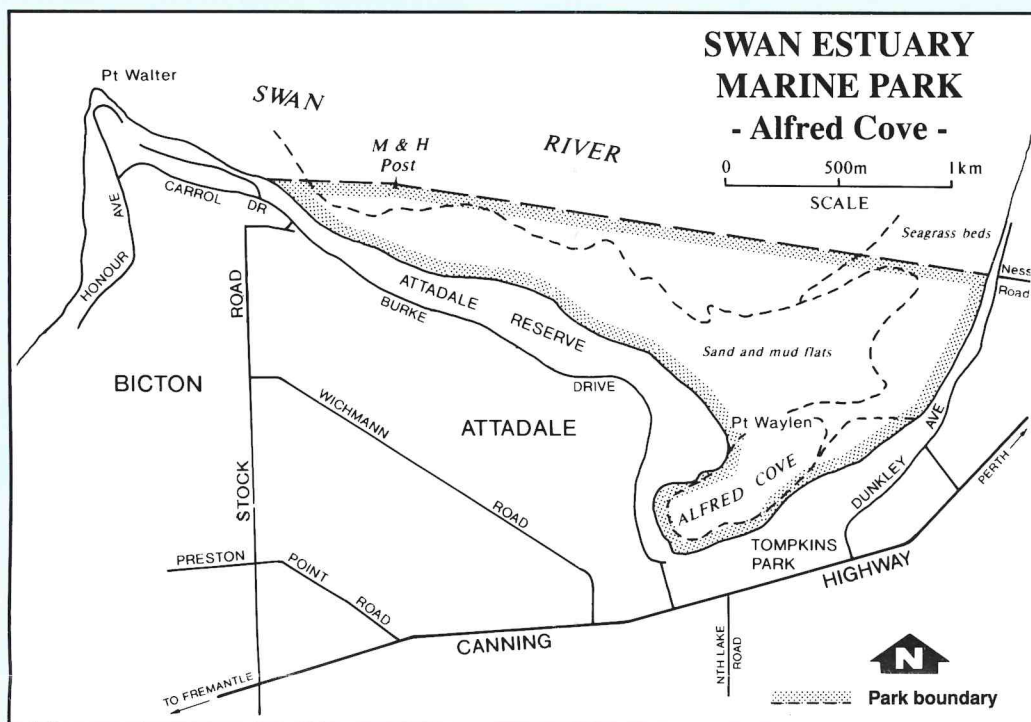 SWAN ESTUARY
MARINE PARK
- Alfred Cove -
0 500m 1km
SCALE
Pt Walter
SWAN
RIVER
M & H
Post
CARROL DR
HONOUR AVE
Seagrass beds
Ness
Road
ATTADALE
RESERVE
BURKE
DRIVE
STOCK
ROAD
Sand and mud flats
BICTON
ATTADALE
WICHMANN
ROAD
Pt Waylen
ALFRED COVE
DUNKLEY AVE
PERTH
TOMPKINS
PARK
PRESTON
POINT
ROAD
CANNING
HIGHWAY
TO FREMANTLE
NTH LAKE
ROAD
N
Park boundary